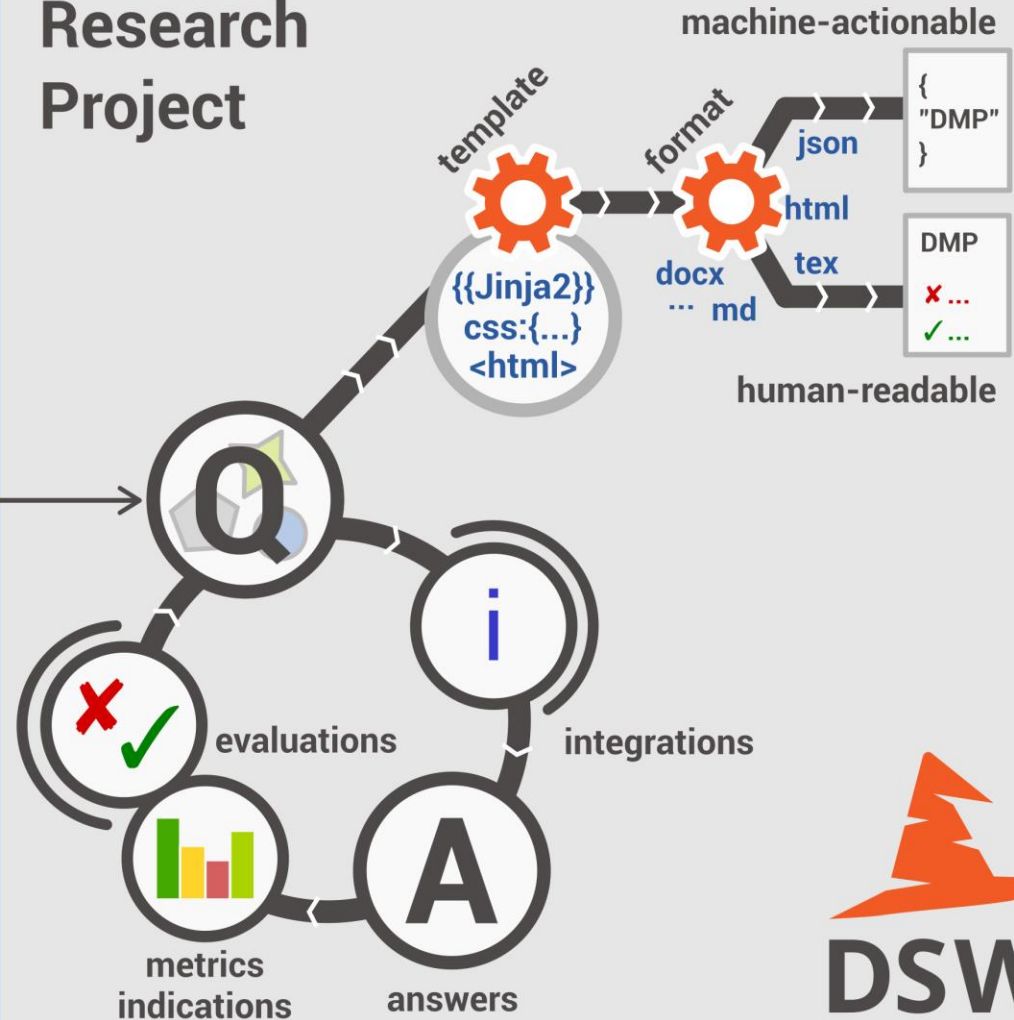 Research
Project
machine-actionable
template
format
{
"DMP"
}
json
html
tex
docx
... md
DMP
✘ ...
✓ ...
human-readable
{{Jinja2}}
css:{...}
<html>
Q
i
evaluations
integrations
A
metrics
indications
answers
DSW